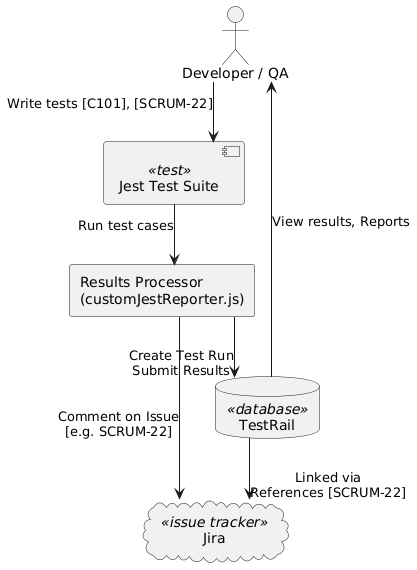 Developer / QA
Write tests [C101], [SCRUM-22]
«test»
Jest Test Suite
View results, Reports
Run test cases
Results Processor
(customJestReporter.js)
Create Test Run
Submit Results
«database»
TestRail
Comment on Issue
[e.g. SCRUM-22]
Linked via
References [SCRUM-22]
«issue tracker»
Jira